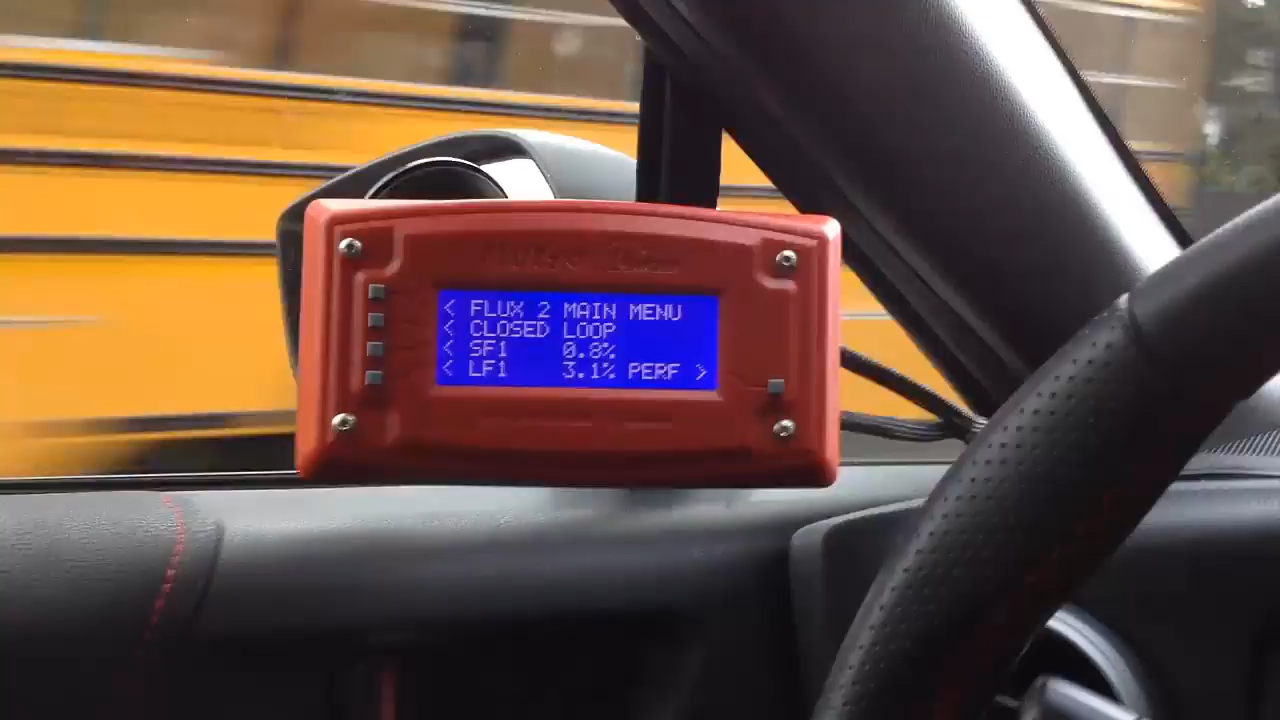 < FLUX 2 MAIN MENU
< CLOSED LOOP
< SF1 0.8%
< LF1 3.1% PERF >